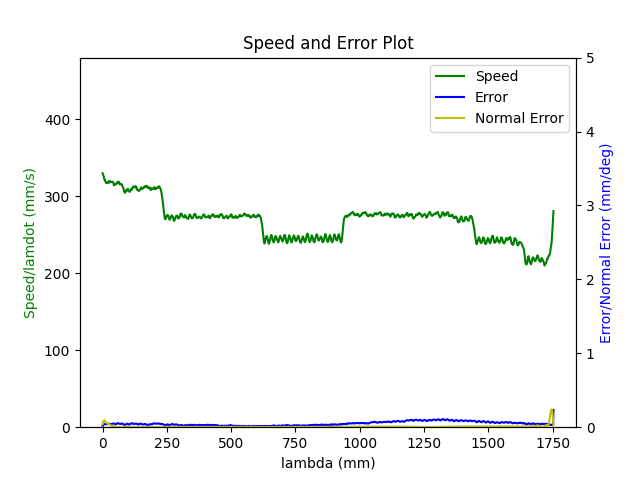 Speed and Error Plot
Speed
Error
Normal Error
400
300
200
100
0
Speed/lamdot (mm/s)
5
4
3
2
1
0
Error/Normal Error (mm/deg)
0 250 500 750 1000 1250 1500 1750
lambda (mm)